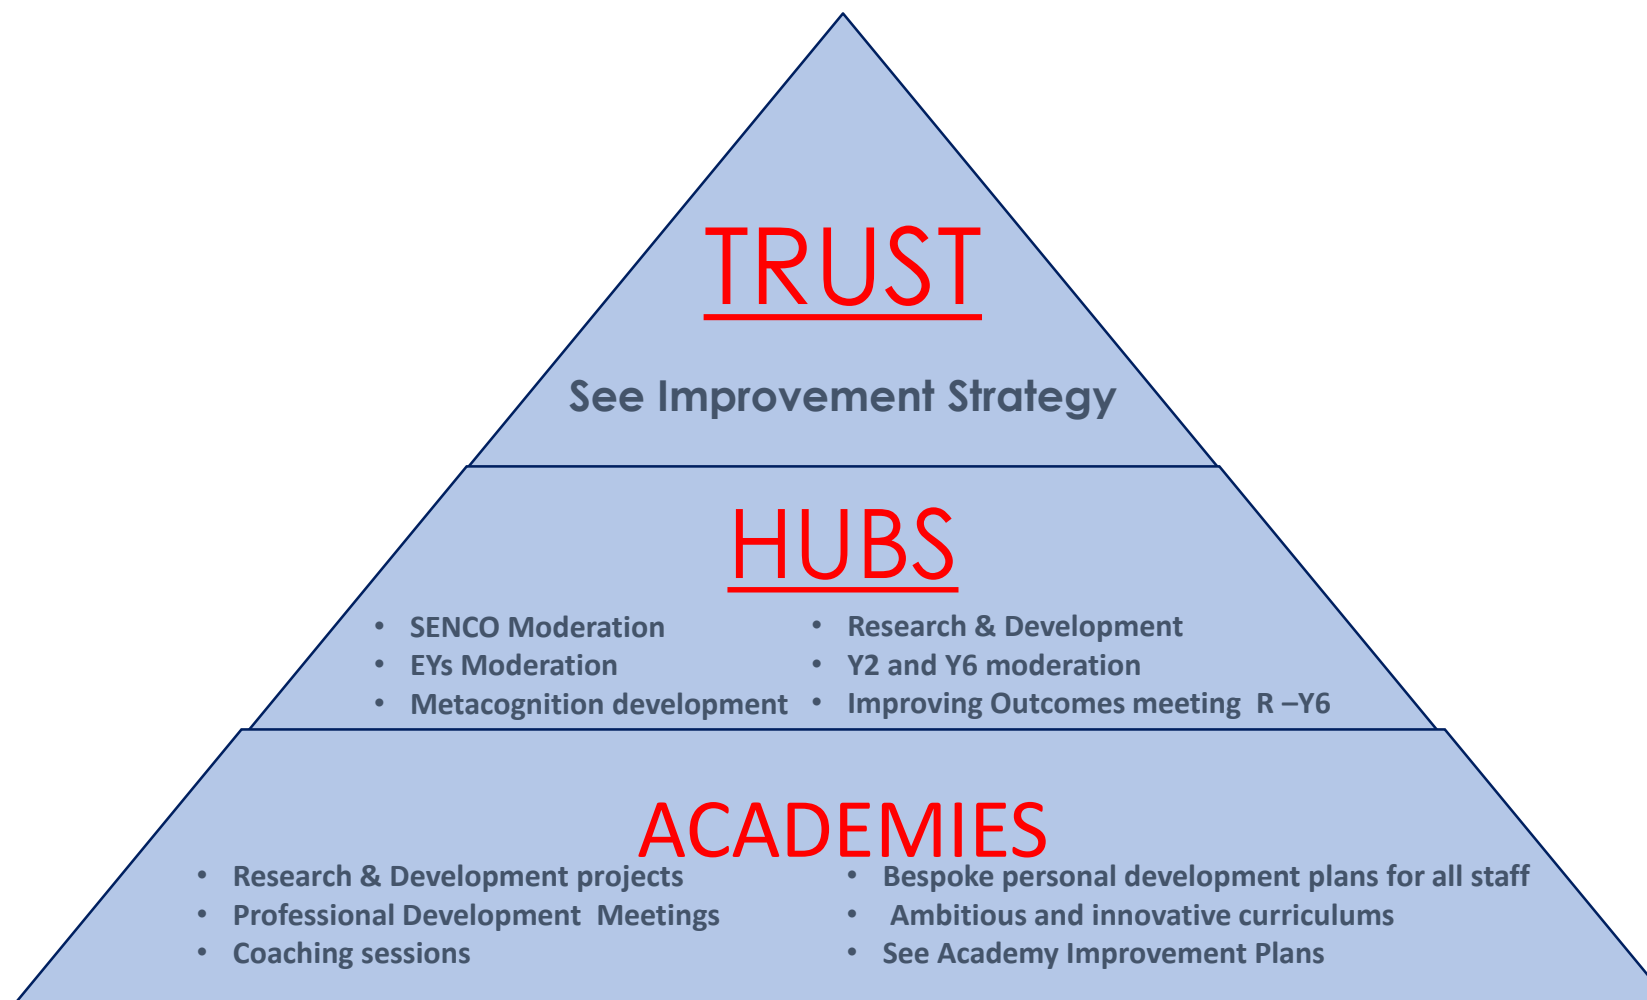 TRUST
See Improvement Strategy
HUBS
• SENCO Moderation
• EYs Moderation
• Metacognition development
• Research & Development
• Y2 and Y6 moderation
• Improving Outcomes meeting R –Y6
ACADEMIES
• Research & Development projects
• Professional Development Meetings
• Coaching sessions
• Bespoke personal development plans for all staff
• Ambitious and innovative curriculums
• See Academy Improvement Plans